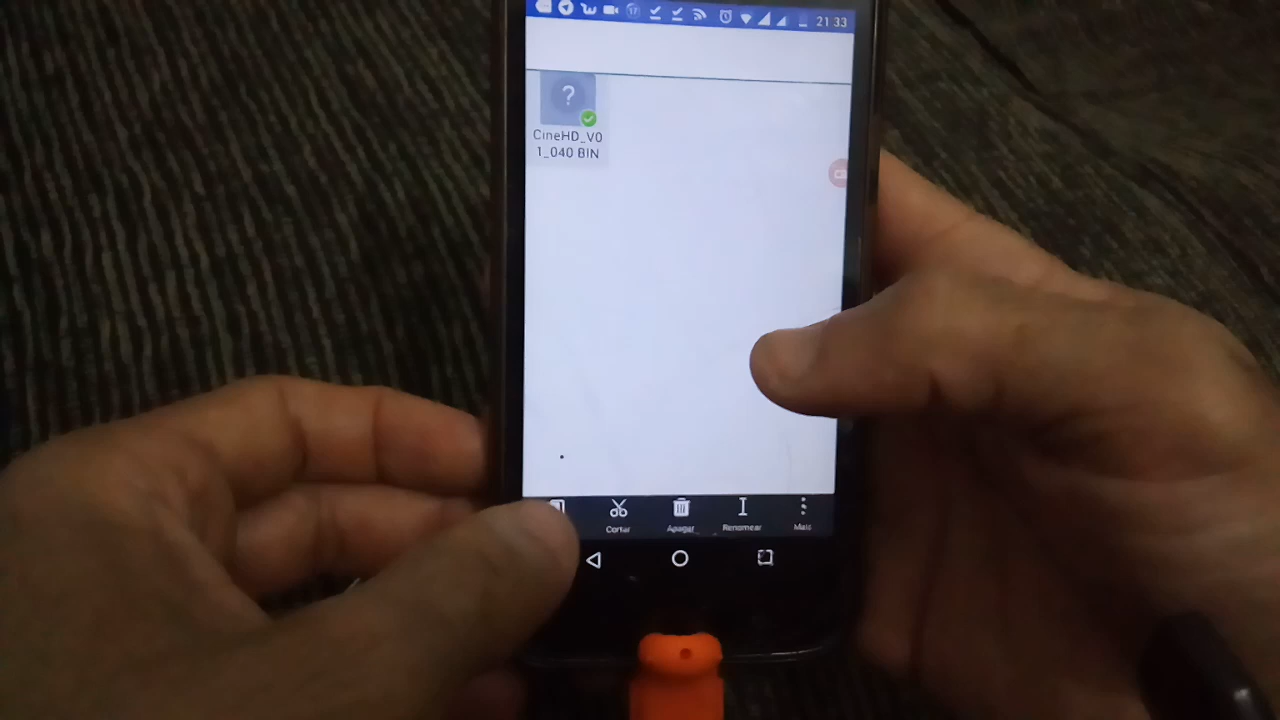 21 33
?
CineHD_V0
1_040 BIN
Cortar
Apagar
Renomear
Mais